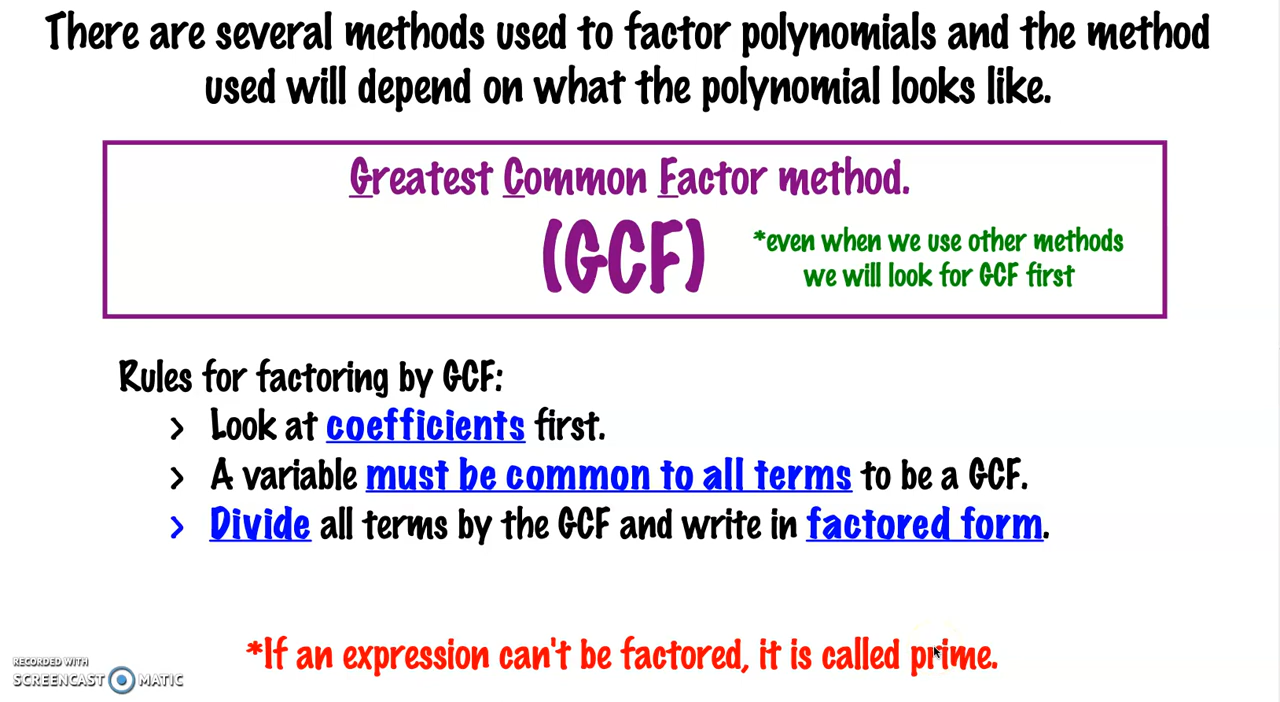 There are several methods used to factor polynomials and the method
used will depend on what the polynomial looks like.
Greatest Common Factor method.
(GCF)
*even when we use other methods
we will look for GCF first
Rules for factoring by GCF:
> Look at coefficients first.
> A variable must be common to all terms to be a GCF.
> Divide all terms by the GCF and write in factored form.
*If an expression can't be factored, it is called prime.
RECORDED WITH
SCREENCAST MATIC